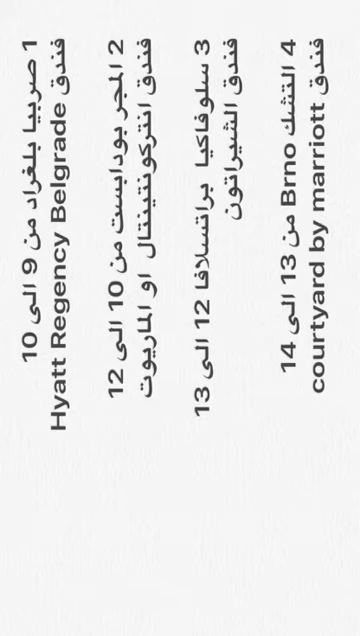 1 صربيا بلغراد من 9 الى 10
فندق Hyatt Regency Belgrade
2 المجر بودابست من 10 الى 12
فندق انتركونتيننتال او الماريوت
3 سلوفاكيا براتسلافا 12 الى 13
فندق الشيراتون
4 التشك Brno من 13 الى 14
فندق courtyard by marriott